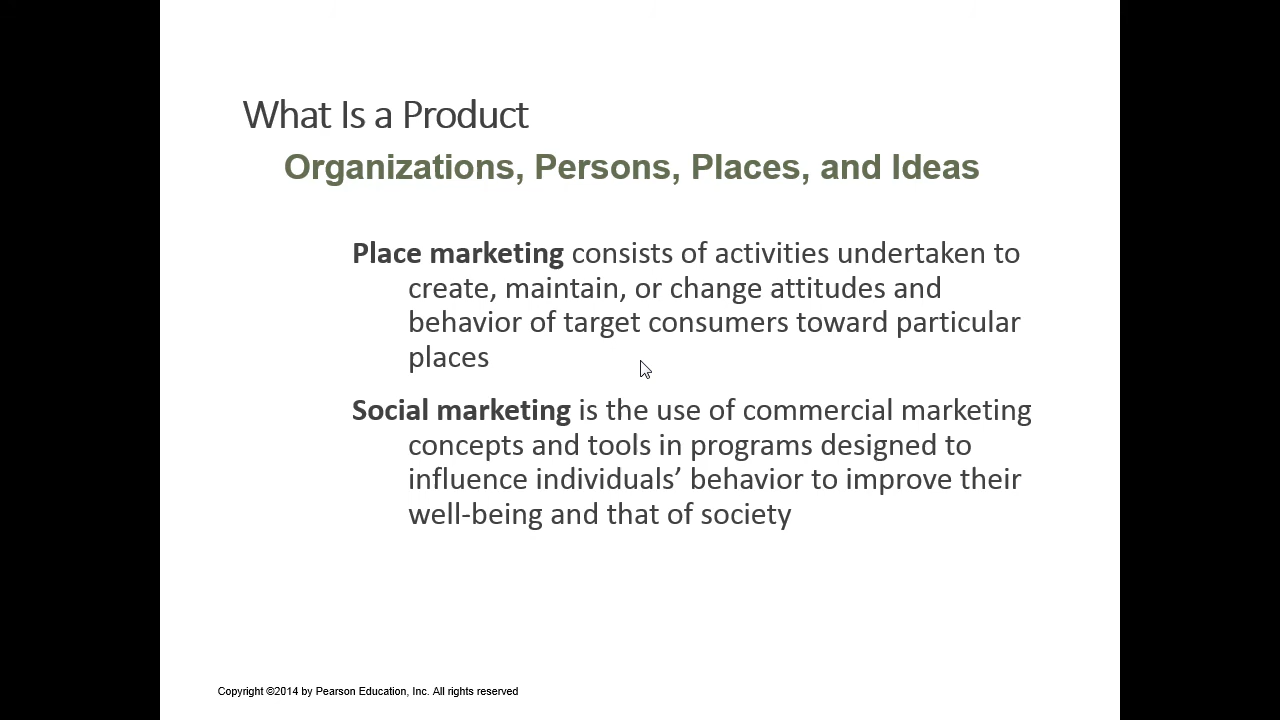 What Is a Product
Organizations, Persons, Places, and Ideas
Place marketing consists of activities undertaken to
create, maintain, or change attitudes and
behavior of target consumers toward particular
places
Social marketing is the use of commercial marketing
concepts and tools in programs designed to
influence individuals’ behavior to improve their
well-being and that of society
Copyright ©2014 by Pearson Education, Inc. All rights reserved